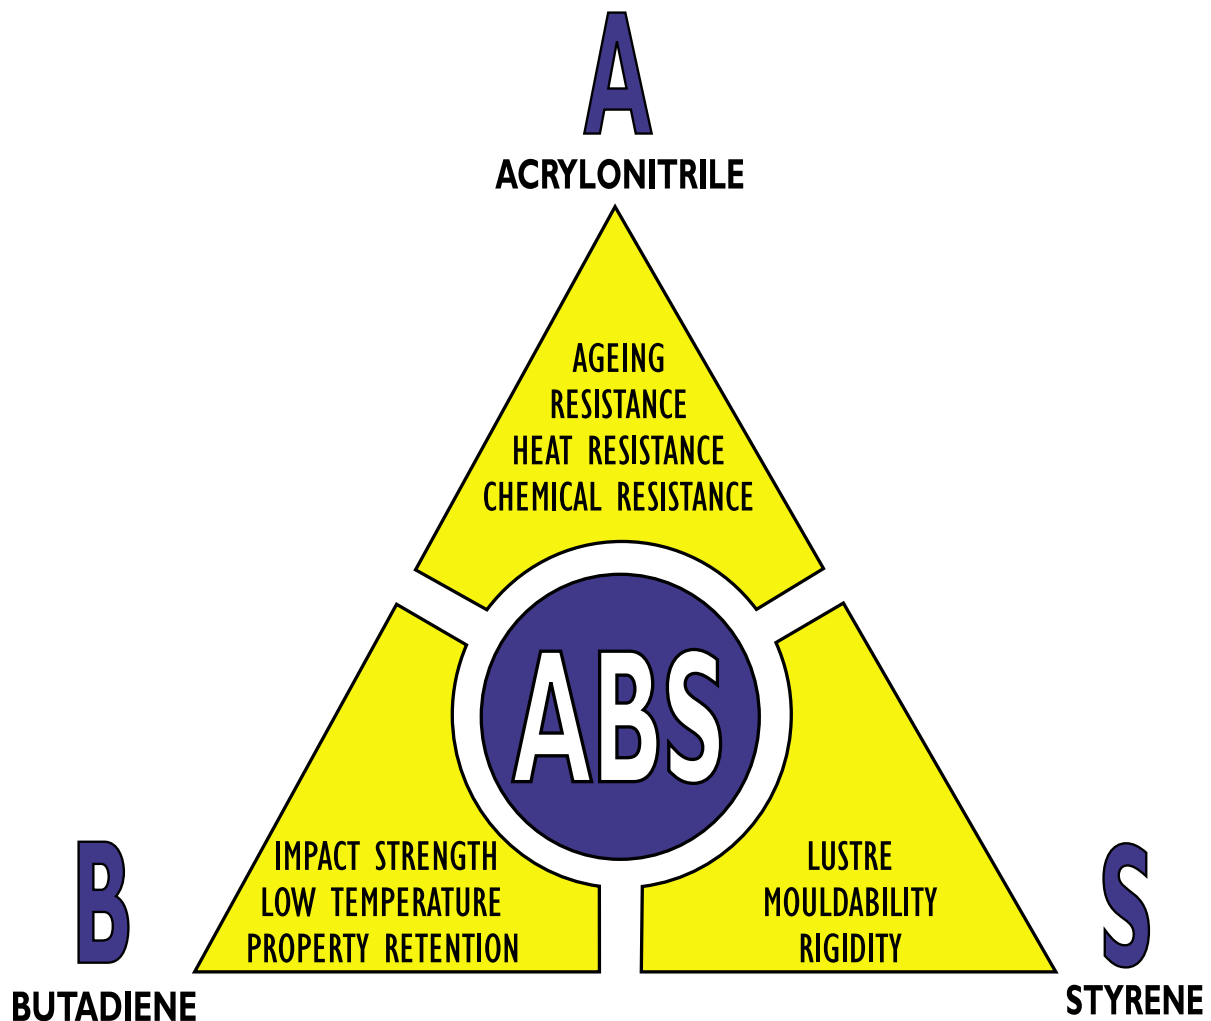 A
ACRYLONITRILE
AGEING
RESISTANCE
HEAT RESISTANCE
CHEMICAL RESISTANCE
ABS
B
BUTADIENE
IMPACT STRENGTH
LOW TEMPERATURE
PROPERTY RETENTION
LUSTRE
MOULDABILITY
RIGIDITY
S
STYRENE